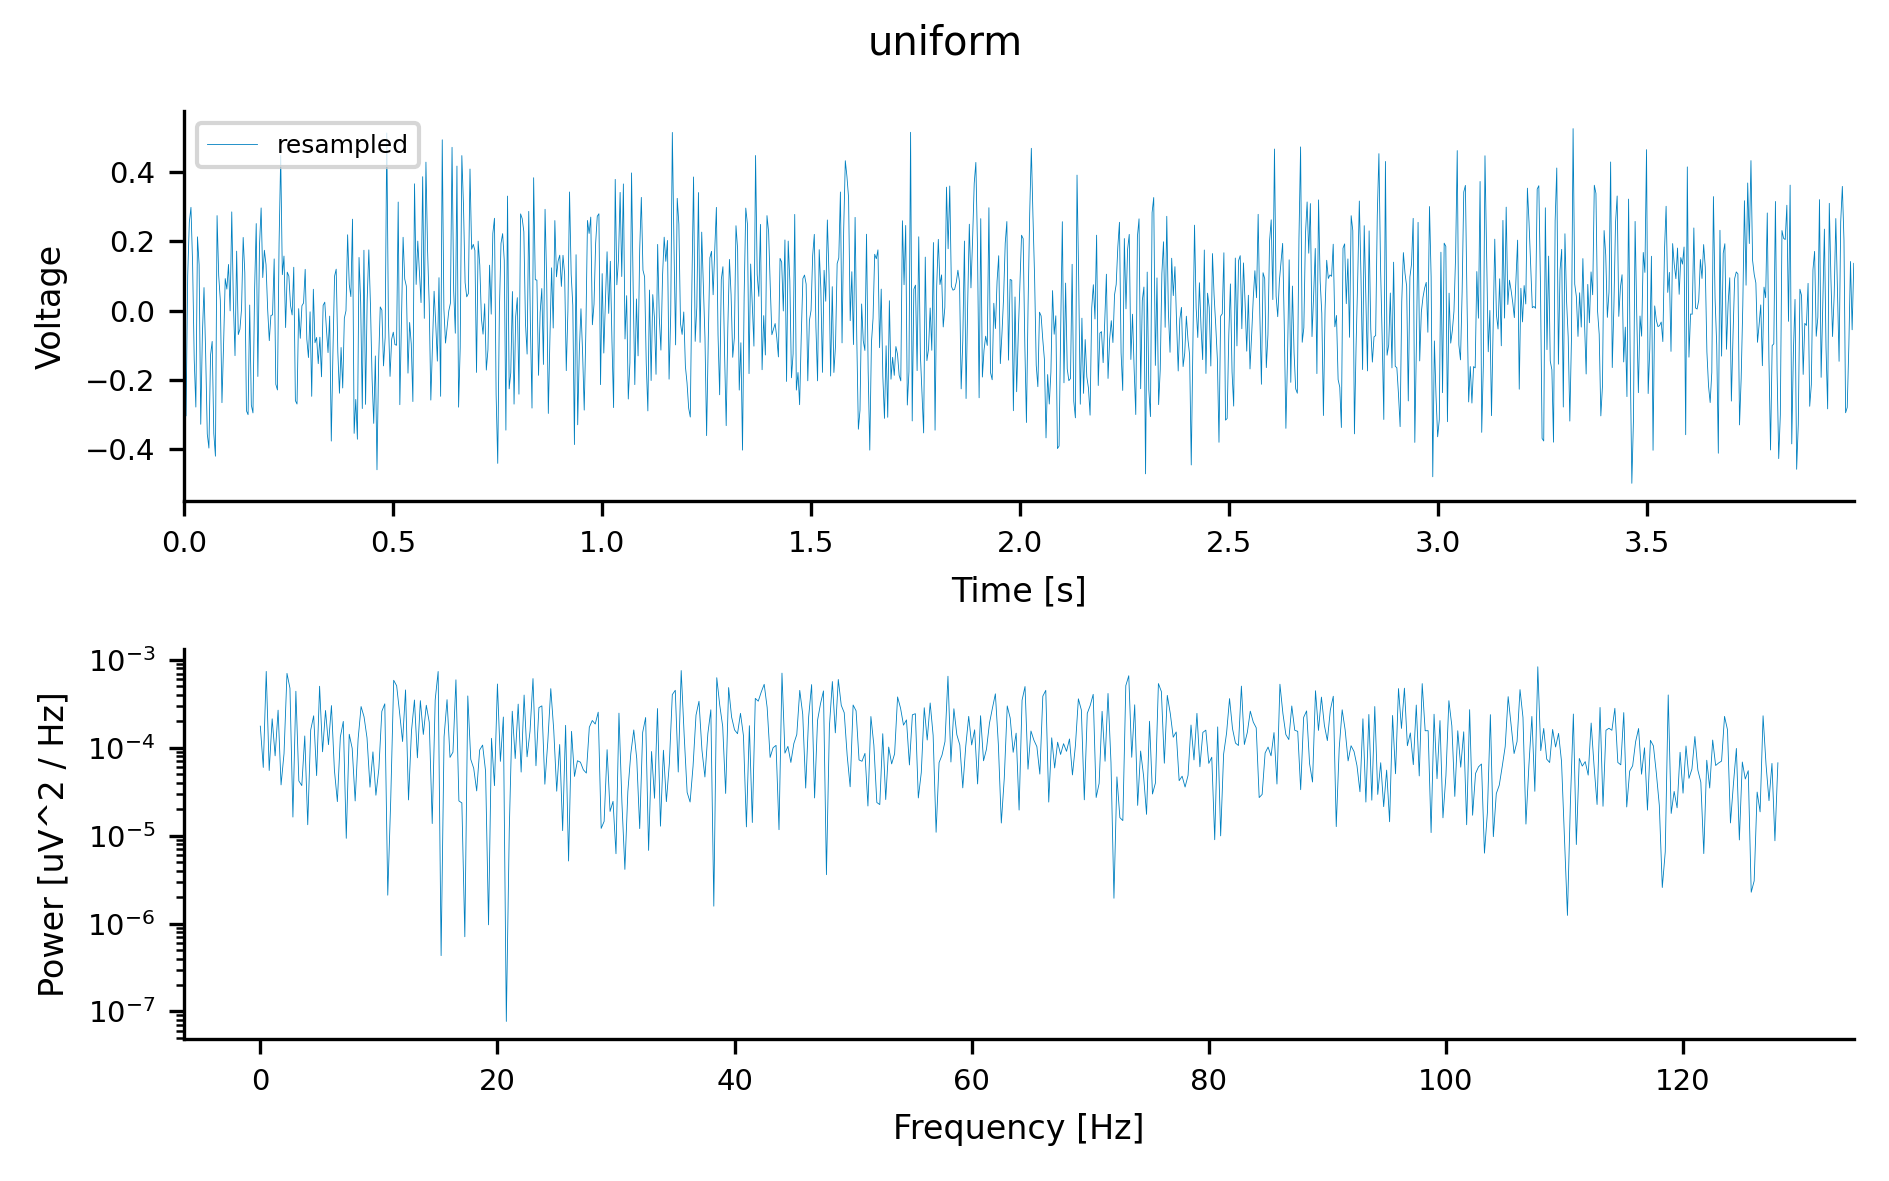 uniform
resampled
Voltage
0.4
0.2
0.0
−0.2
−0.4
0.0 0.5 1.0 1.5 2.0 2.5 3.0 3.5
Time [s]
Power [uV^2 / Hz]
10⁻³
10⁻⁴
10⁻⁵
10⁻⁶
10⁻⁷
0 20 40 60 80 100 120
Frequency [Hz]